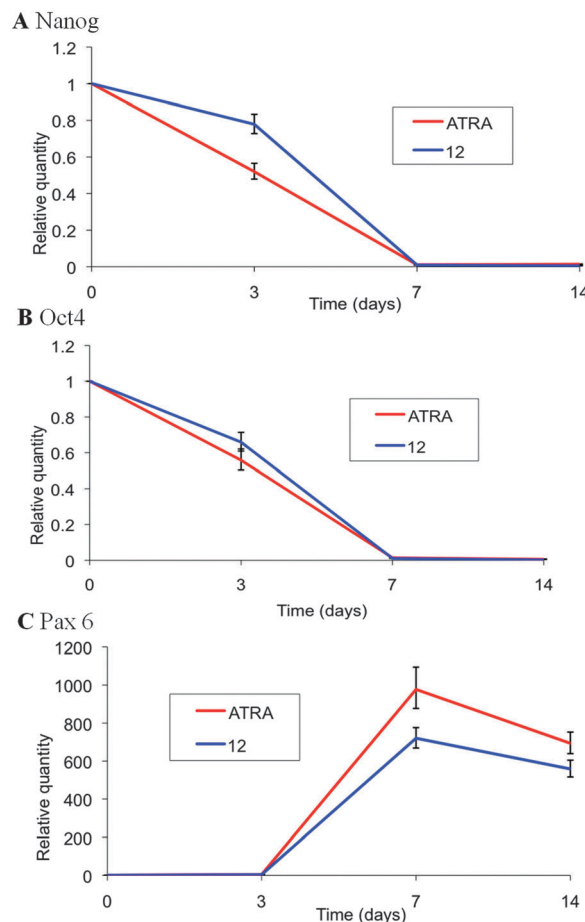 A Nanog
1.2
1
0.8
0.6
0.4
0.2
0
Relative quantity
ATRA
12
0 3 7 14
Time (days)
B Oct4
1.2
1
0.8
0.6
0.4
0.2
0
Relative quantity
ATRA
12
0 3 7 14
Time (days)
C Pax 6
1200
1000
800
600
400
200
0
Relative quantity
ATRA
12
0 3 7 14
Time (days)